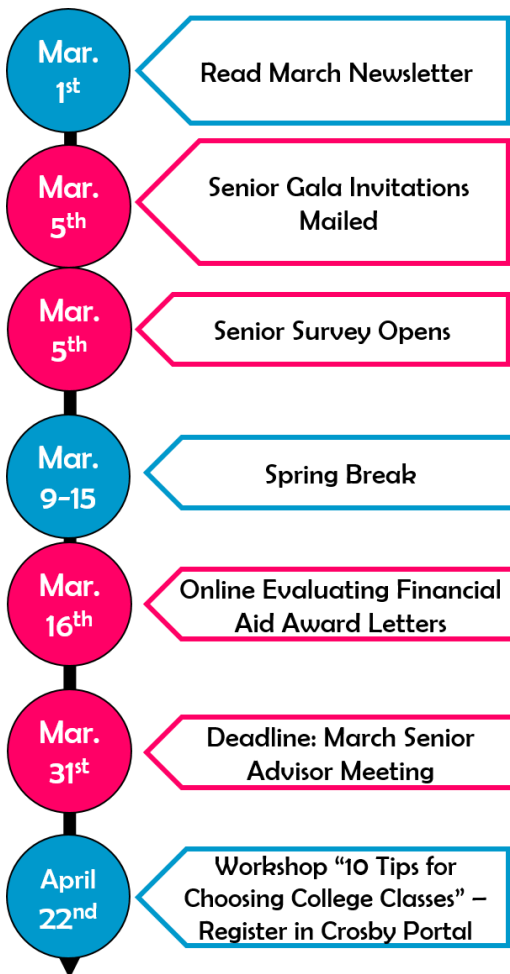 Mar.
1st
Read March Newsletter
Mar.
5th
Senior Gala Invitations
Mailed
Mar.
5th
Senior Survey Opens
Mar.
9-15
Spring Break
Mar.
16th
Online Evaluating Financial
Aid Award Letters
Mar.
31st
Deadline: March Senior
Advisor Meeting
April
22nd
Workshop “10 Tips for
Choosing College Classes” –
Register in Crosby Portal